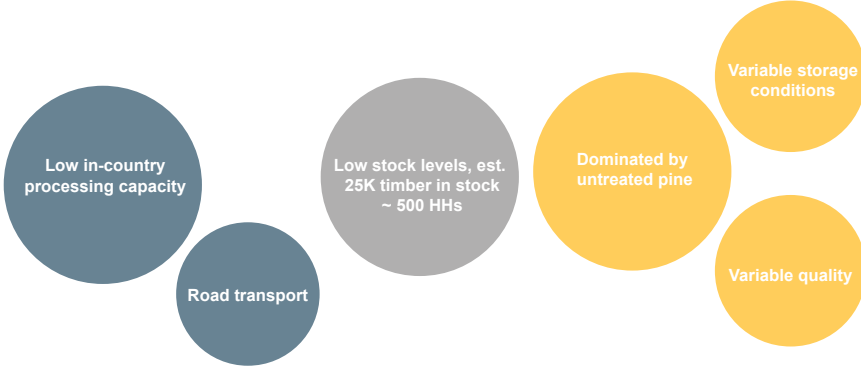 Low in-country
processing capacity
Road transport
Low stock levels, est.
25K timber in stock
~ 500 HHs
Dominated by
untreated pine
Variable storage
conditions
Variable quality